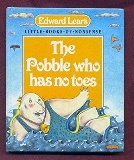 Edward Lear's
LITTLE·BOOKS·OF·NONSENSE
The
Pobble who
has no toes